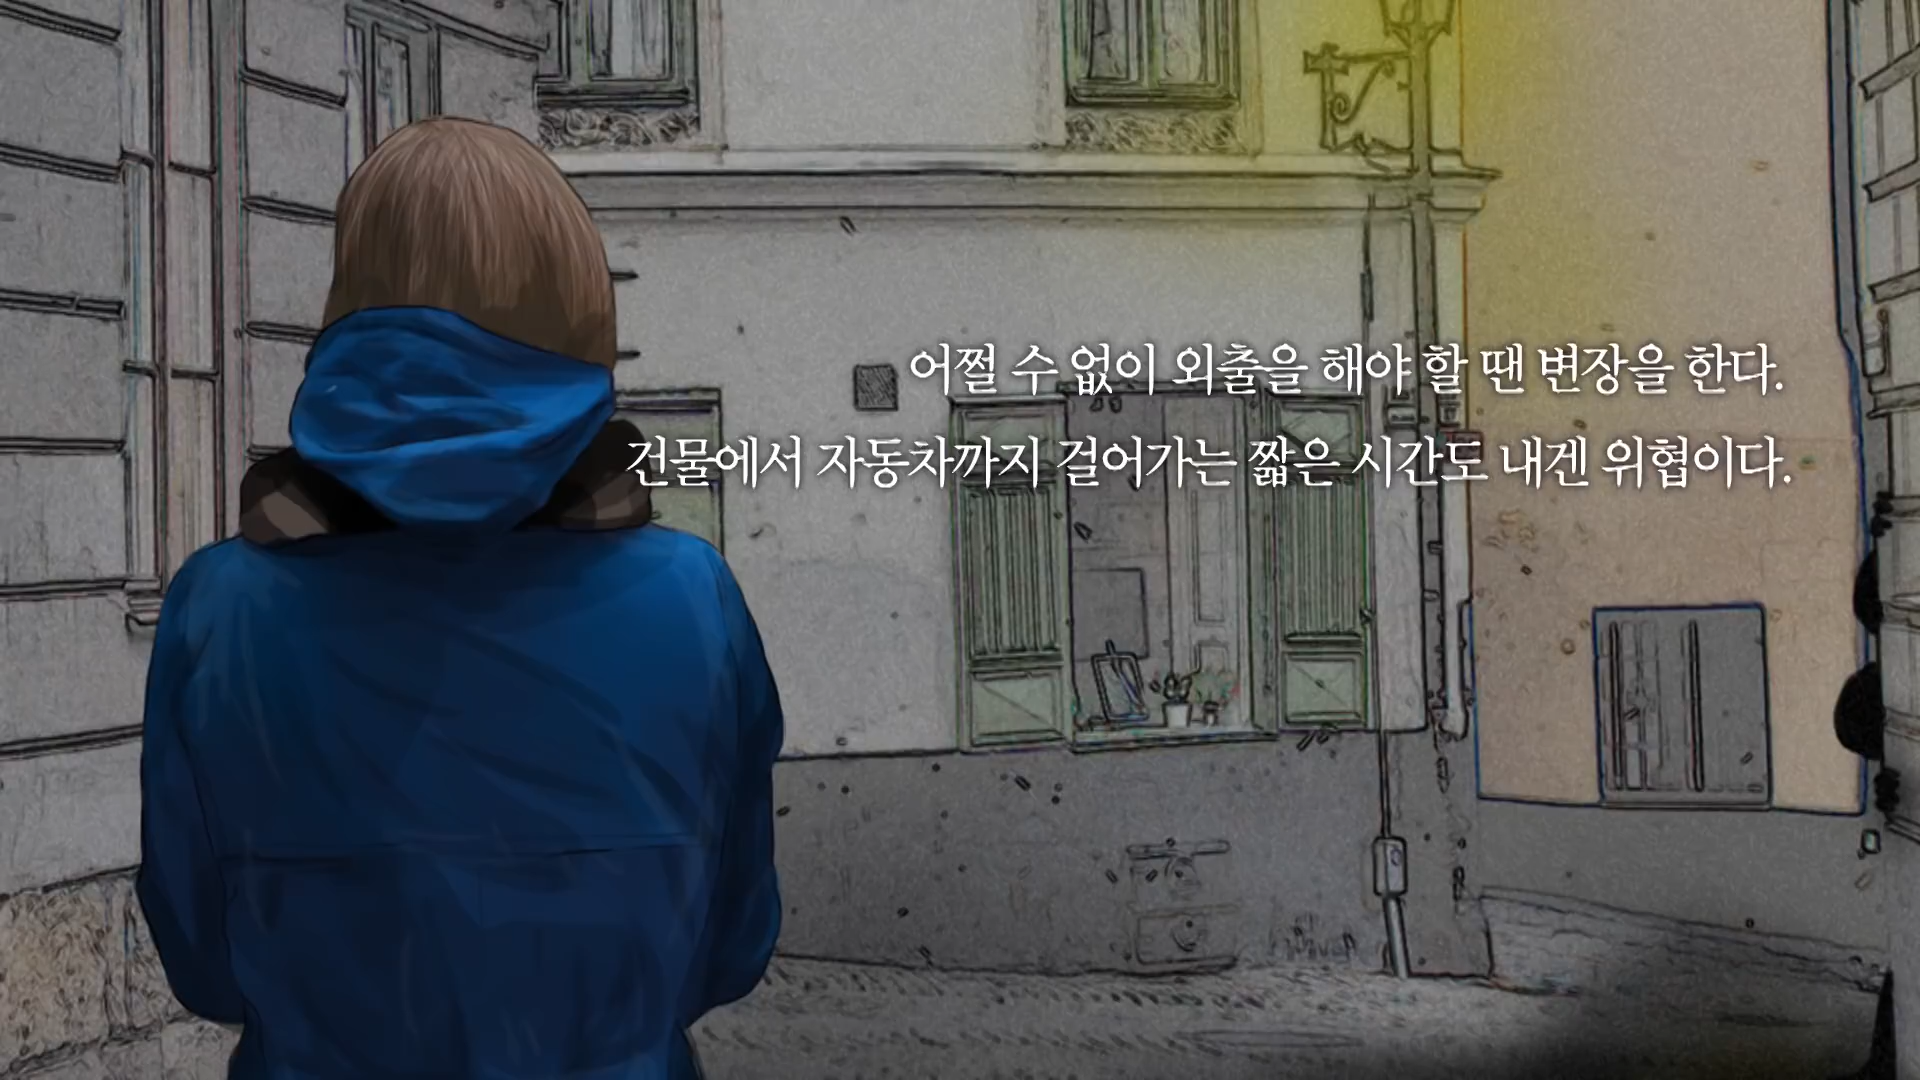 어쩔 수 없이 외출을 해야 할 땐 변장을 한다.
건물에서 자동차까지 걸어가는 짧은 시간도 내겐 위협이다.